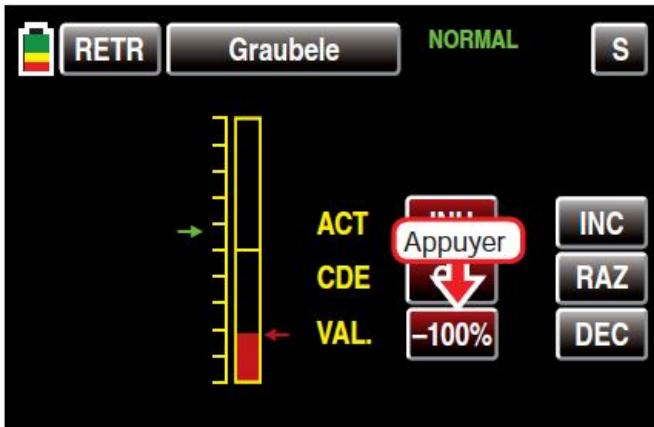 RETR Graubele NORMAL S
ACT INC
Appuyer
CDE RAZ
VAL. –100% DEC